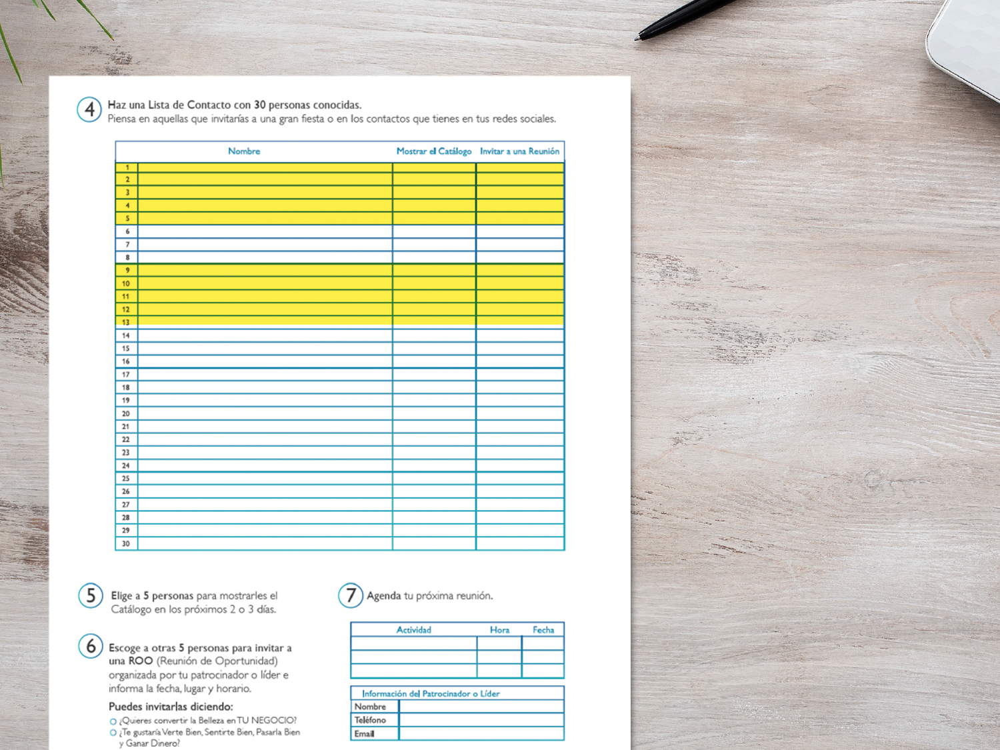 4
Haz una Lista de Contacto con 30 personas conocidas.
Piensa en aquellas que invitarías a una gran fiesta o en los contactos que tienes en tus redes sociales.
Nombre Mostrar el Catálogo Invitar a una Reunión
1
2
3
4
5
6
7
8
9
10
11
12
13
14
15
16
17
18
19
20
21
22
23
24
25
26
27
28
29
30
5
Elige a 5 personas para mostrarles el
Catálogo en los próximos 2 o 3 días.
6
Escoge a otras 5 personas para invitar a
una ROO (Reunión de Oportunidad)
organizada por tu patrocinador o líder e
informa la fecha, lugar y horario.
Puedes invitarlas diciendo:
¿Quieres convertir la Belleza en TU NEGOCIO?
¿Te gustaría Verte Bien, Sentirte Bien, Pasarla Bien
y Ganar Dinero?
7
Agenda tu próxima reunión.
Actividad Hora Fecha
Información del Patrocinador o Líder
Nombre
Teléfono
Email